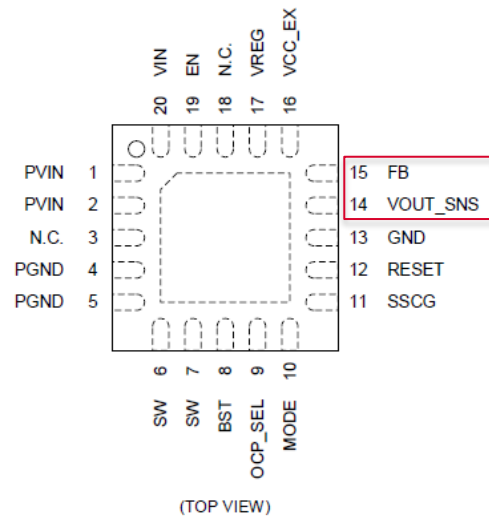 VIN EN N.C. VREG VCC_EX
20 19 18 17 16
PVIN 1 15 FB
PVIN 2 14 VOUT_SNS
N.C. 3 13 GND
PGND 4 12 RESET
PGND 5 11 SSCG
6 7 8 9 10
SW SW BST OCP_SEL MODE
(TOP VIEW)